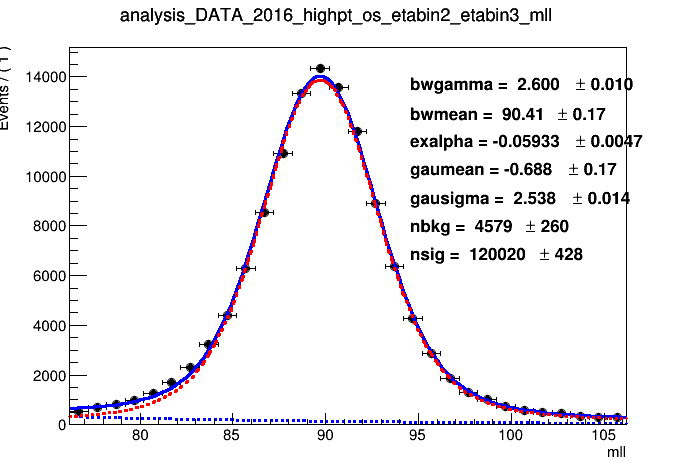 analysis_DATA_2016_highpt_os_etabin2_etabin3_mll
Events / ( 1 )
14000
12000
10000
8000
6000
4000
2000
0
bwgamma = 2.600 ± 0.010
bwmean = 90.41 ± 0.17
exalpha = -0.05933 ± 0.0047
gaumean = -0.688 ± 0.17
gausigma = 2.538 ± 0.014
nbkg = 4579 ± 260
nsig = 120020 ± 428
80 85 90 95 100 105
mll